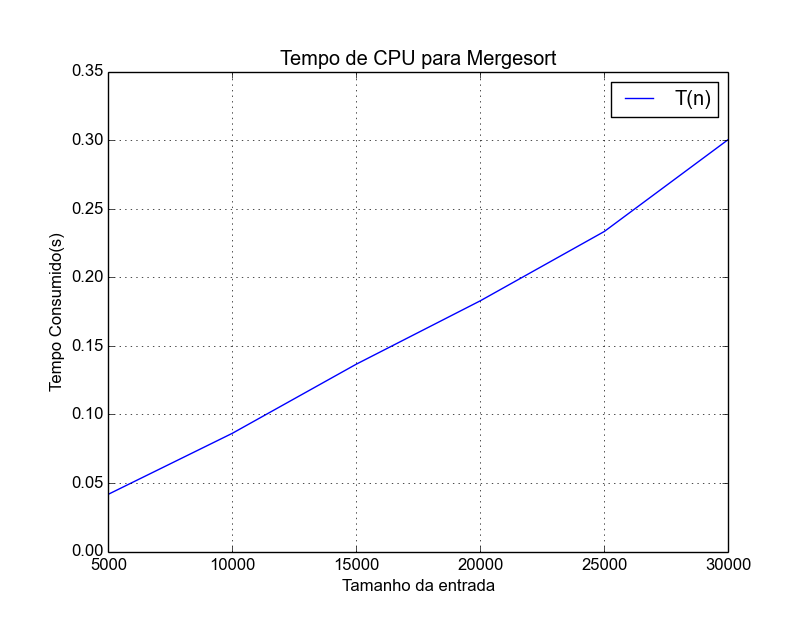 Tempo de CPU para Mergesort
T(n)
Tempo Consumido(s)
0.35
0.30
0.25
0.20
0.15
0.10
0.05
0.00
5000 10000 15000 20000 25000 30000
Tamanho da entrada